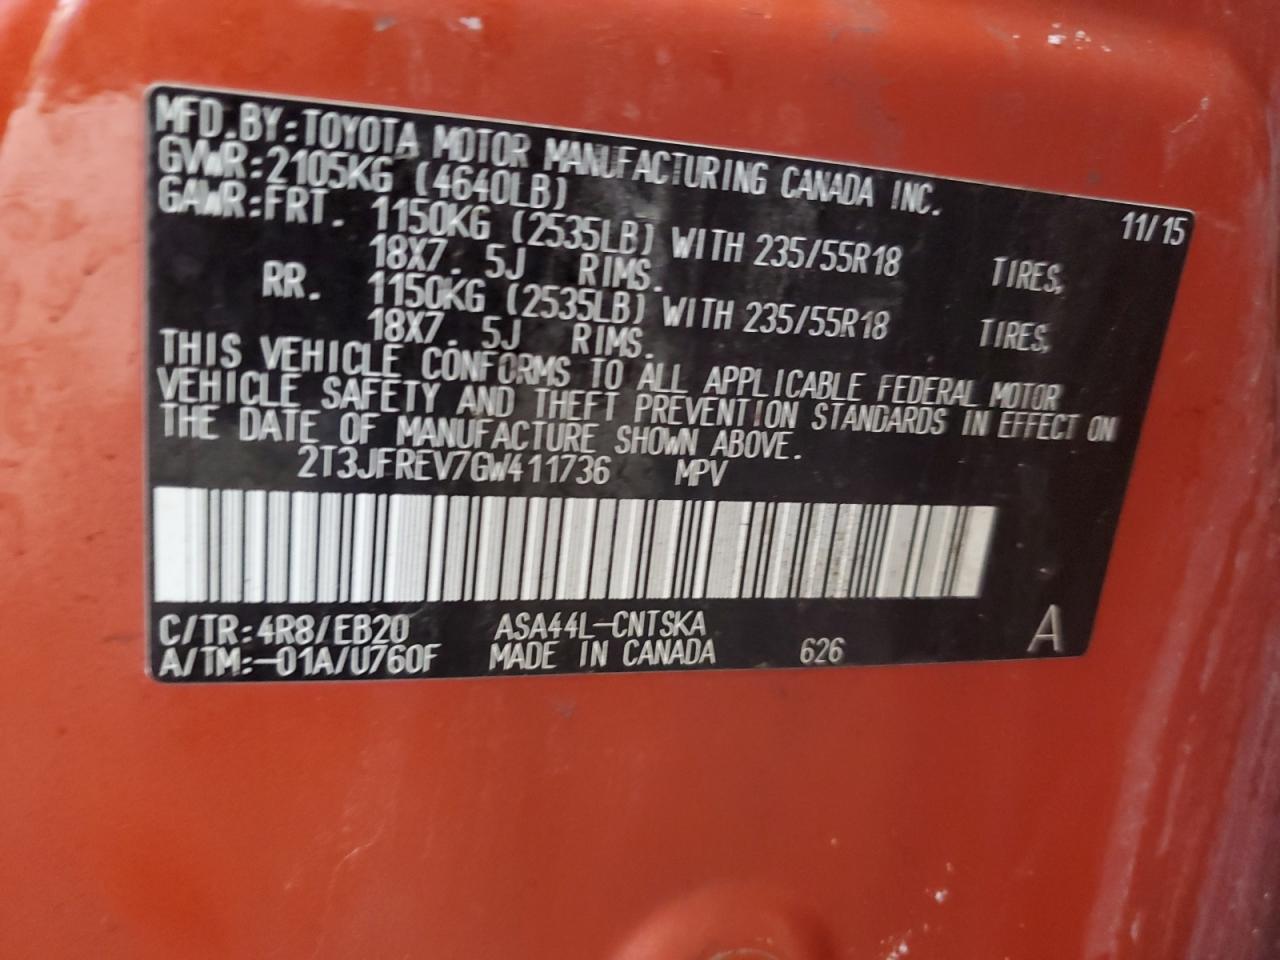 MFD.BY:TOYOTA MOTOR MANUFACTURING CANADA INC.
GVWR:2105KG (4640LB) 11/15
GAWR:FRT. 1150KG (2535LB) WITH 235/55R18 TIRES,
18X7.5J RIMS.
RR. 1150KG (2535LB) WITH 235/55R18 TIRES,
18X7.5J RIMS.
THIS VEHICLE CONFORMS TO ALL APPLICABLE FEDERAL MOTOR
VEHICLE SAFETY AND THEFT PREVENTION STANDARDS IN EFFECT ON
THE DATE OF MANUFACTURE SHOWN ABOVE.
2T3JFREV7GW411736 MPV
C/TR:4R8/EB20 ASA44L-CNTSKA
A/TM:-01A/U760F MADE IN CANADA 626 A